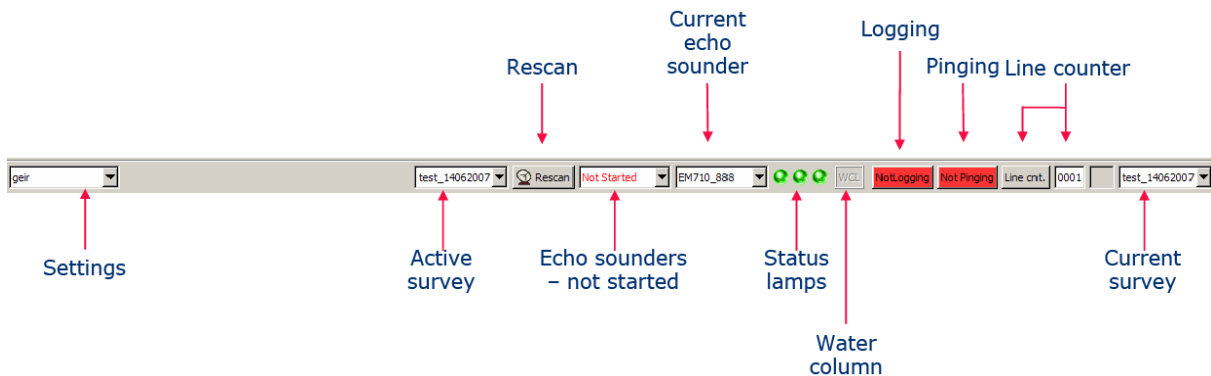 Current
echo
sounder
Logging
Rescan
Pinging
Line counter
geir
test_14062007
Rescan
Not Started
EM710_888
WCL
NotLogging
Not Pinging
Line cnt.
0001
test_14062007
Settings
Active
survey
Echo sounders
– not started
Status
lamps
Current
survey
Water
column